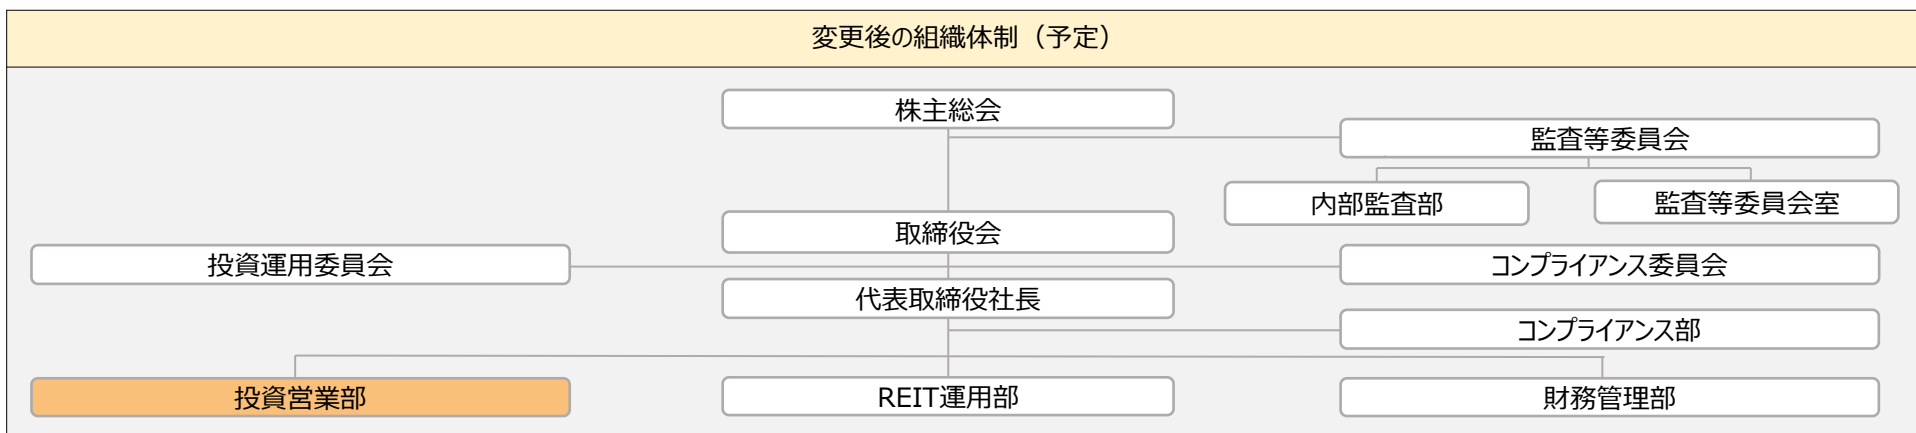 変更後の組織体制（予定）
株主総会
監査等委員会
内部監査部
監査等委員会室
取締役会
投資運用委員会
コンプライアンス委員会
代表取締役社長
コンプライアンス部
投資営業部
REIT運用部
財務管理部